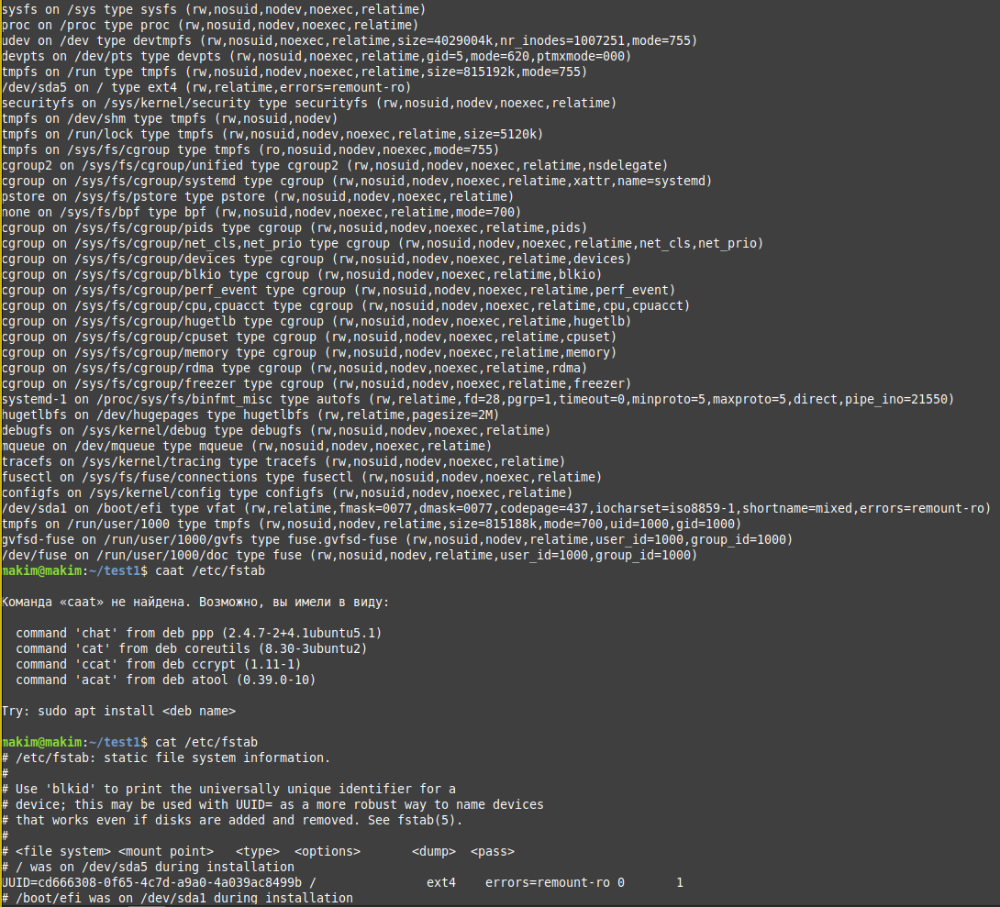 sysfs on /sys type sysfs (rw,nosuid,nodev,noexec,relatime)
proc on /proc type proc (rw,nosuid,nodev,noexec,relatime)
udev on /dev type devtmpfs (rw,nosuid,noexec,relatime,size=4029004k,nr_inodes=1007251,mode=755)
devpts on /dev/pts type devpts (rw,nosuid,noexec,relatime,gid=5,mode=620,ptmxmode=000)
tmpfs on /run type tmpfs (rw,nosuid,nodev,noexec,relatime,size=815192k,mode=755)
/dev/sda5 on / type ext4 (rw,relatime,errors=remount-ro)
securityfs on /sys/kernel/security type securityfs (rw,nosuid,nodev,noexec,relatime)
tmpfs on /dev/shm type tmpfs (rw,nosuid,nodev)
tmpfs on /run/lock type tmpfs (rw,nosuid,nodev,noexec,relatime,size=5120k)
tmpfs on /sys/fs/cgroup type tmpfs (ro,nosuid,nodev,noexec,mode=755)
cgroup2 on /sys/fs/cgroup/unified type cgroup2 (rw,nosuid,nodev,noexec,relatime,nsdelegate)
cgroup on /sys/fs/cgroup/systemd type cgroup (rw,nosuid,nodev,noexec,relatime,xattr,name=systemd)
pstore on /sys/fs/pstore type pstore (rw,nosuid,nodev,noexec,relatime)
none on /sys/fs/bpf type bpf (rw,nosuid,nodev,noexec,relatime,mode=700)
cgroup on /sys/fs/cgroup/pids type cgroup (rw,nosuid,nodev,noexec,relatime,pids)
cgroup on /sys/fs/cgroup/net_cls,net_prio type cgroup (rw,nosuid,nodev,noexec,relatime,net_cls,net_prio)
cgroup on /sys/fs/cgroup/devices type cgroup (rw,nosuid,nodev,noexec,relatime,devices)
cgroup on /sys/fs/cgroup/blkio type cgroup (rw,nosuid,nodev,noexec,relatime,blkio)
cgroup on /sys/fs/cgroup/perf_event type cgroup (rw,nosuid,nodev,noexec,relatime,perf_event)
cgroup on /sys/fs/cgroup/cpu,cpuacct type cgroup (rw,nosuid,nodev,noexec,relatime,cpu,cpuacct)
cgroup on /sys/fs/cgroup/hugetlb type cgroup (rw,nosuid,nodev,noexec,relatime,hugetlb)
cgroup on /sys/fs/cgroup/cpuset type cgroup (rw,nosuid,nodev,noexec,relatime,cpuset)
cgroup on /sys/fs/cgroup/memory type cgroup (rw,nosuid,nodev,noexec,relatime,memory)
cgroup on /sys/fs/cgroup/rdma type cgroup (rw,nosuid,nodev,noexec,relatime,rdma)
cgroup on /sys/fs/cgroup/freezer type cgroup (rw,nosuid,nodev,noexec,relatime,freezer)
systemd-1 on /proc/sys/fs/binfmt_misc type autofs (rw,relatime,fd=28,pgrp=1,timeout=0,minproto=5,maxproto=5,direct,pipe_ino=21550)
hugetlbfs on /dev/hugepages type hugetlbfs (rw,relatime,pagesize=2M)
debugfs on /sys/kernel/debug type debugfs (rw,nosuid,nodev,noexec,relatime)
mqueue on /dev/mqueue type mqueue (rw,nosuid,nodev,noexec,relatime)
tracefs on /sys/kernel/tracing type tracefs (rw,nosuid,nodev,noexec,relatime)
fusectl on /sys/fs/fuse/connections type fusectl (rw,nosuid,nodev,noexec,relatime)
configfs on /sys/kernel/config type configfs (rw,nosuid,nodev,noexec,relatime)
/dev/sda1 on /boot/efi type vfat (rw,relatime,fmask=0077,dmask=0077,codepage=437,iocharset=iso8859-1,shortname=mixed,errors=remount-ro)
tmpfs on /run/user/1000 type tmpfs (rw,nosuid,nodev,relatime,size=815188k,mode=700,uid=1000,gid=1000)
gvfsd-fuse on /run/user/1000/gvfs type fuse.gvfsd-fuse (rw,nosuid,nodev,relatime,user_id=1000,group_id=1000)
/dev/fuse on /run/user/1000/doc type fuse (rw,nosuid,nodev,relatime,user_id=1000,group_id=1000)
makim@makim:~/test1$ caat /etc/fstab
Команда «caat» не найдена. Возможно, вы имели в виду:
command 'chat' from deb ppp (2.4.7-2+4.1ubuntu5.1)
command 'cat' from deb coreutils (8.30-3ubuntu2)
command 'ccat' from deb ccrypt (1.11-1)
command 'acat' from deb atool (0.39.0-10)
Try: sudo apt install <deb name>
makim@makim:~/test1$ cat /etc/fstab
# /etc/fstab: static file system information.
#
# Use 'blkid' to print the universally unique identifier for a
# device; this may be used with UUID= as a more robust way to name devices
# that works even if disks are added and removed. See fstab(5).
#
# <file system> <mount point>   <type>  <options>       <dump>  <pass>
# / was on /dev/sda5 during installation
UUID=cd666308-0f65-4c7d-a9a0-4a039ac8499b /               ext4    errors=remount-ro 0       1
# /boot/efi was on /dev/sda1 during installation